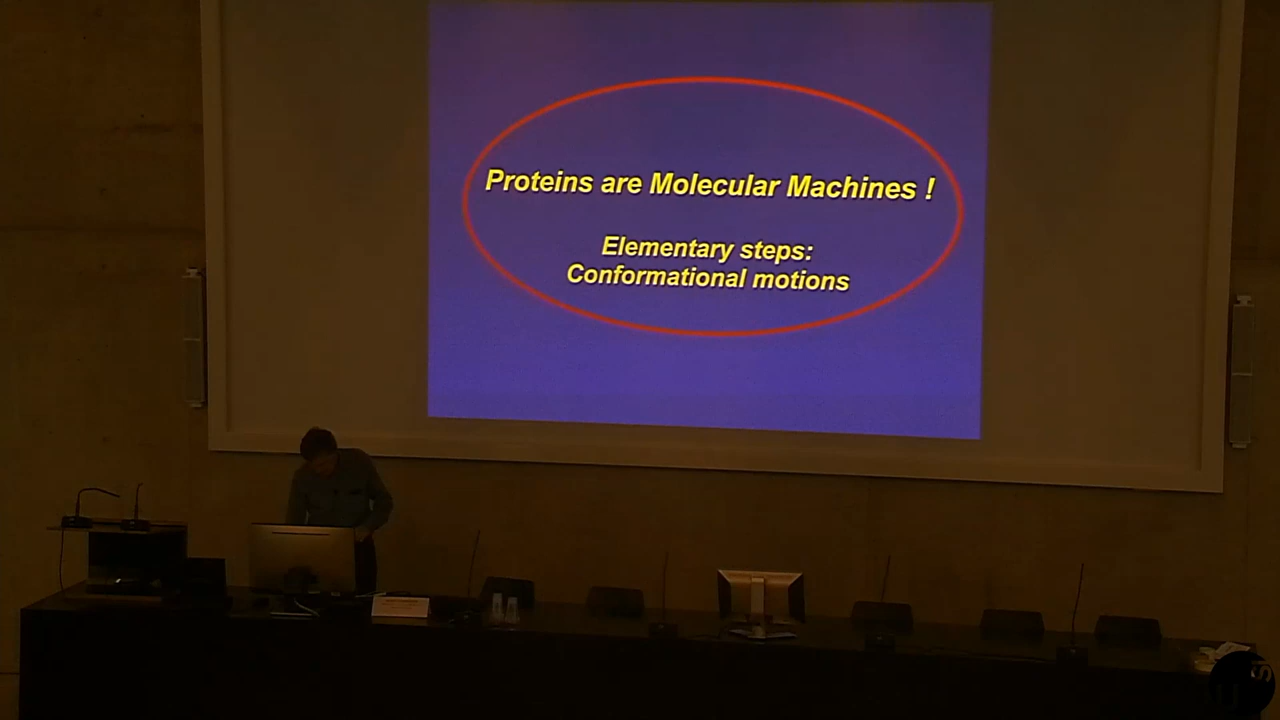 Proteins are Molecular Machines !
Elementary steps:
Conformational motions